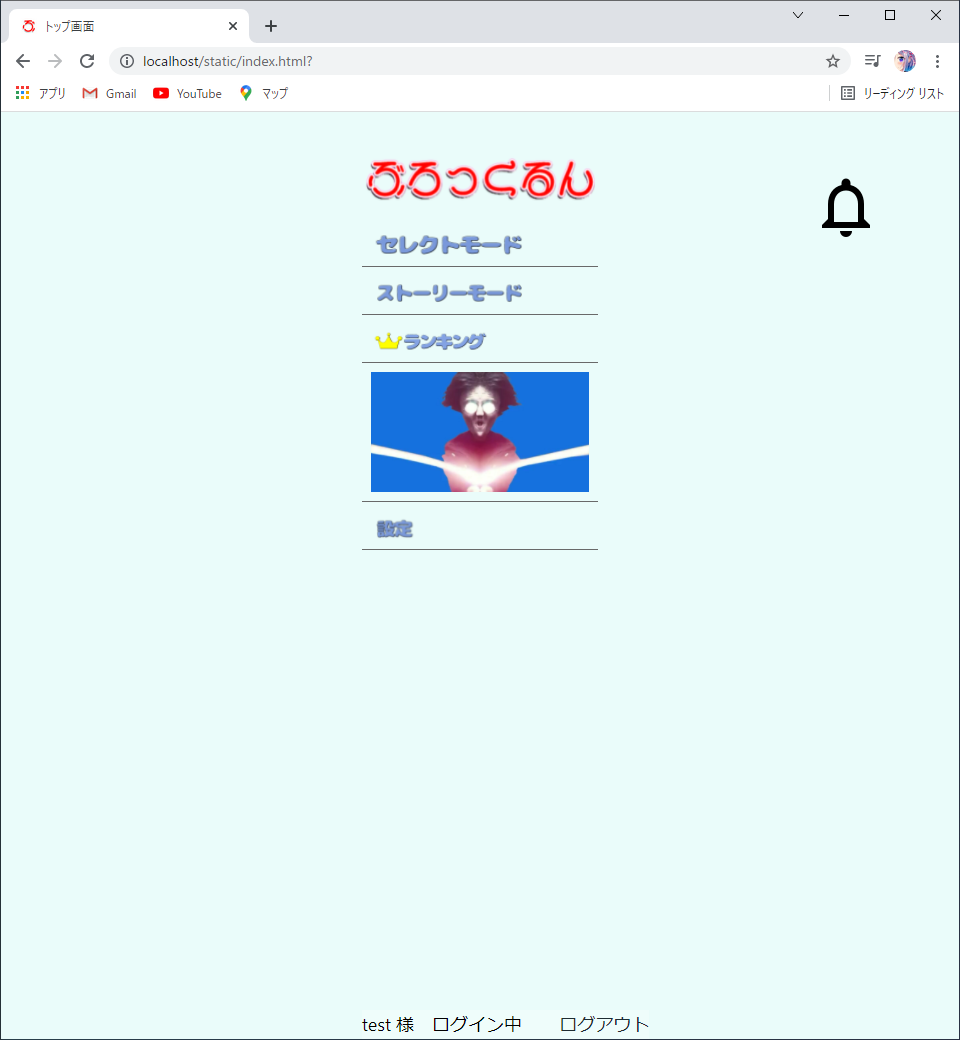 トップ画面
localhost/static/index.html?
アプリ Gmail YouTube マップ リーディング リスト
ぶろっくるん
セレクトモード
ストーリーモード
ランキング
設定
test 様 ログイン中 ログアウト